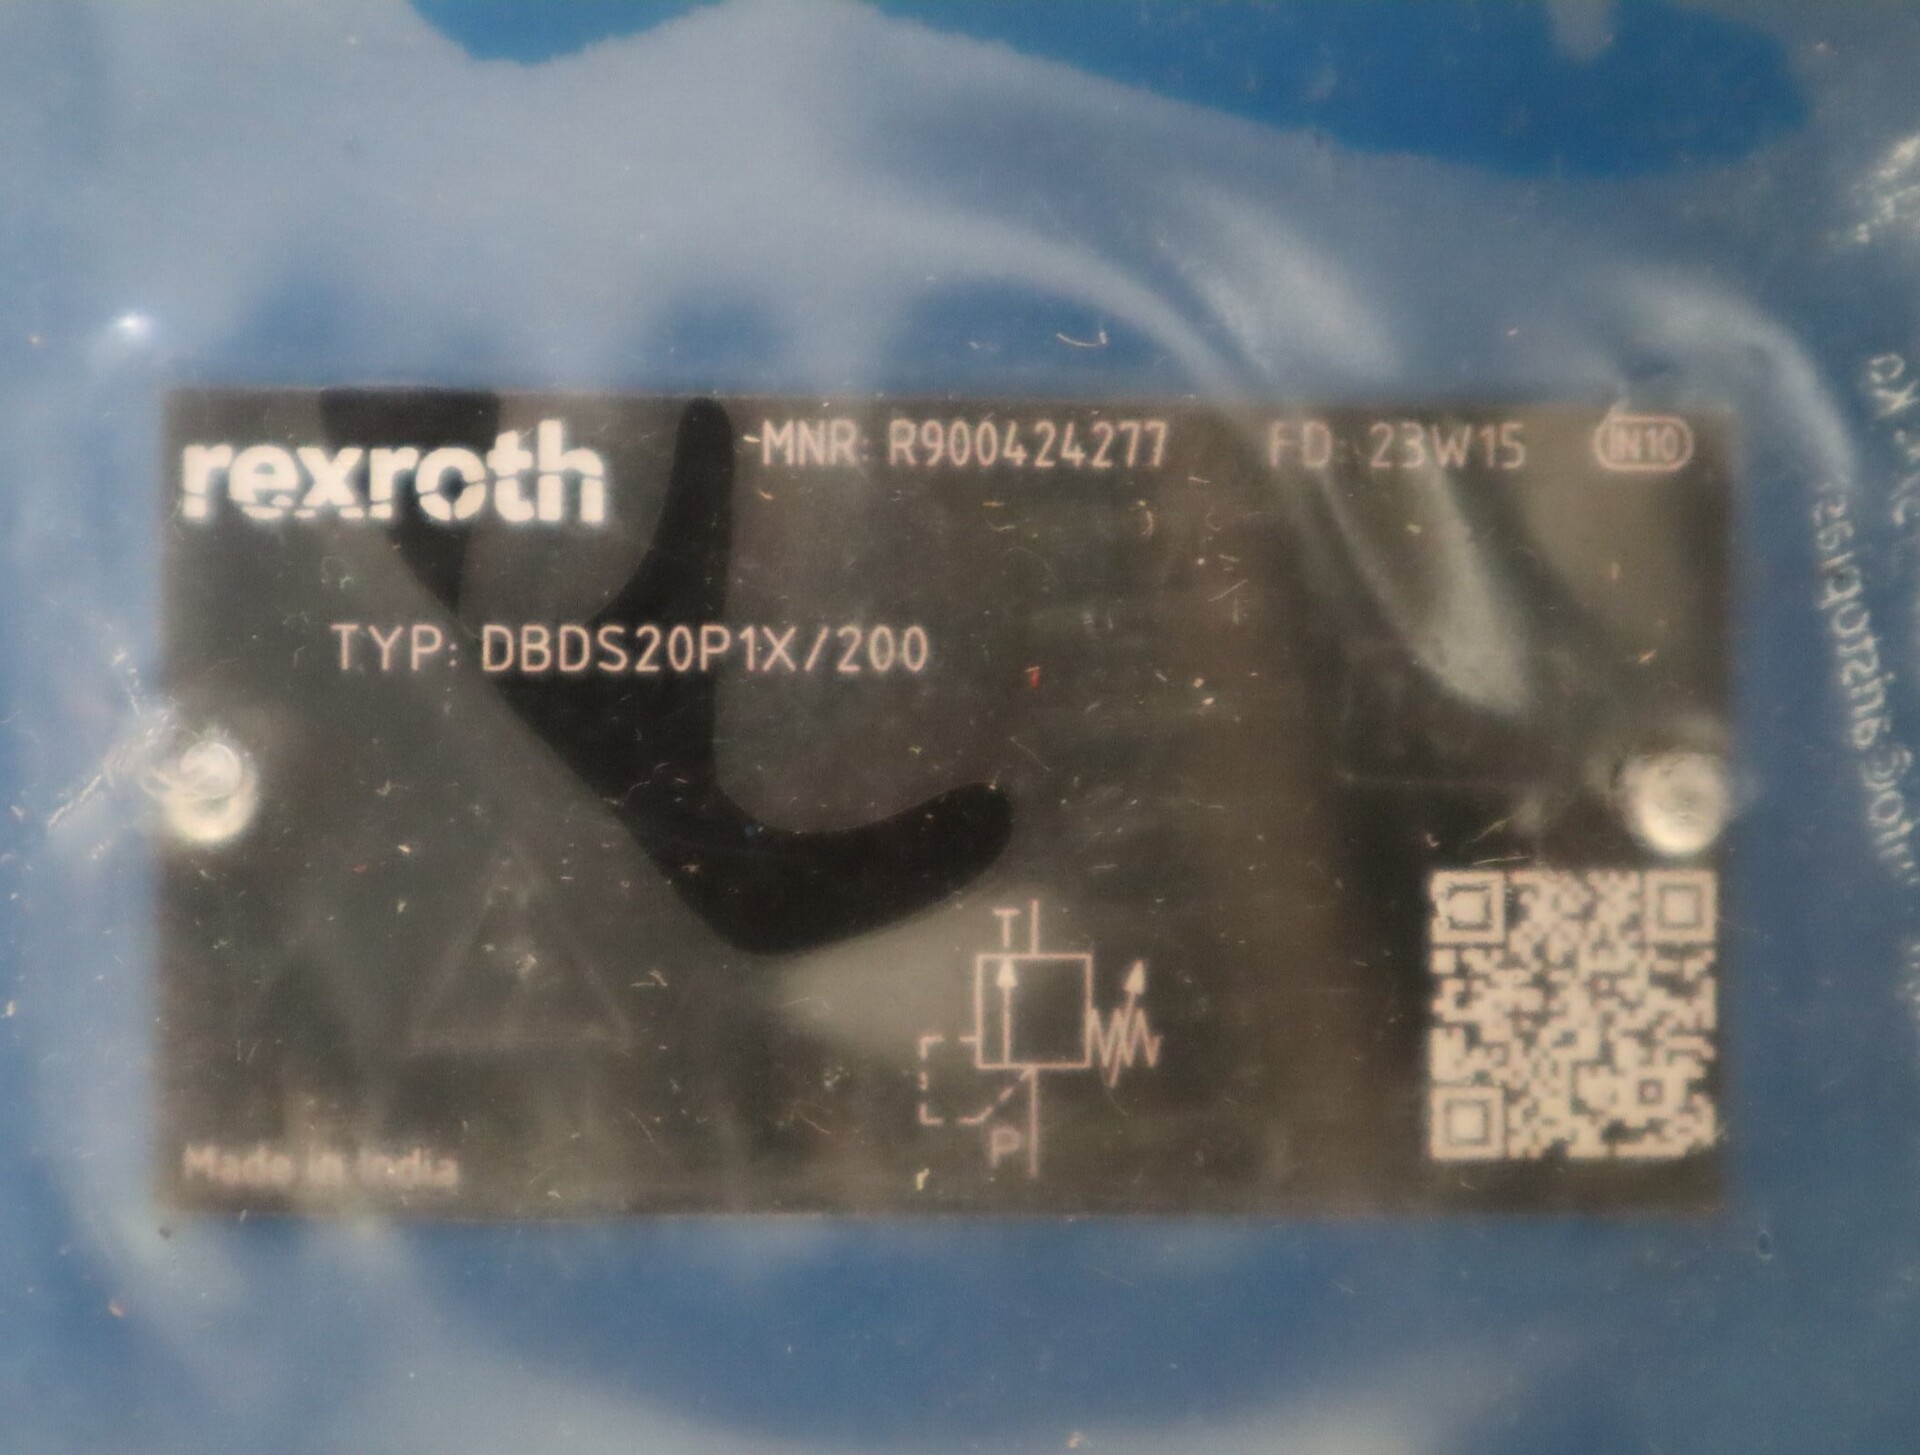 rexroth
MNR: R900424277
FD: 23W15
IN10
TYP: DBDS20P1X/200
T
P
Made in India